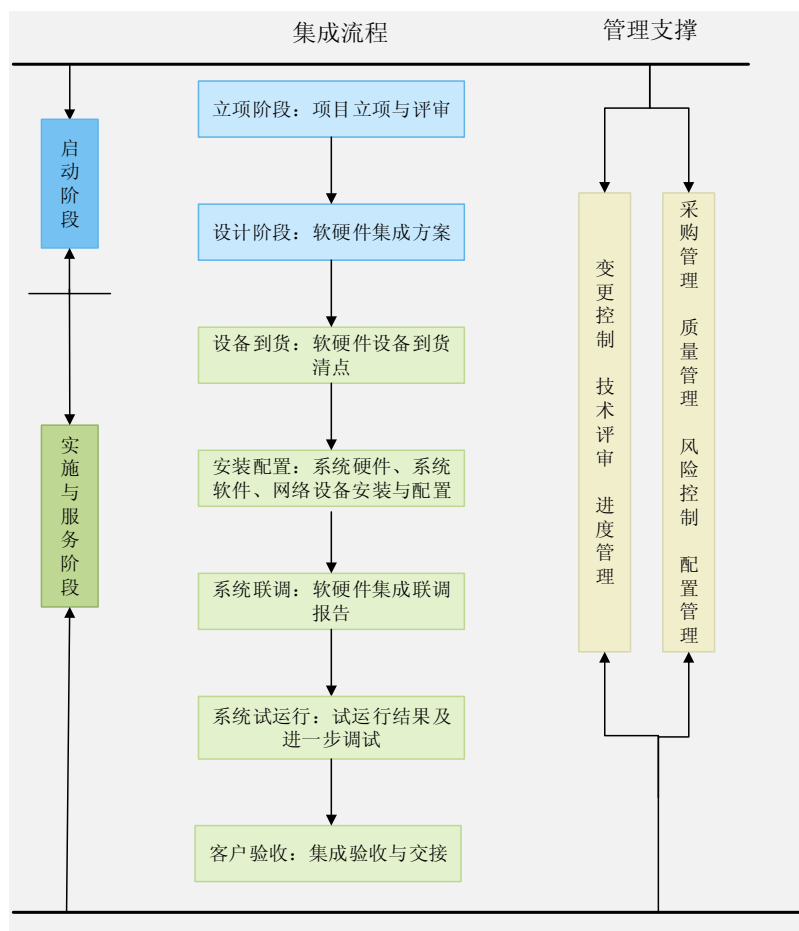 集成流程
管理支撑
启动阶段
实施与服务阶段
立项阶段：项目立项与评审
设计阶段：软硬件集成方案
设备到货：软硬件设备到货
清点
安装配置：系统硬件、系统
软件、网络设备安装与配置
系统联调：软硬件集成联调
报告
系统试运行：试运行结果及
进一步调试
客户验收：集成验收与交接
变更控制 技术评审 进度管理
采购管理 质量管理 风险控制 配置管理